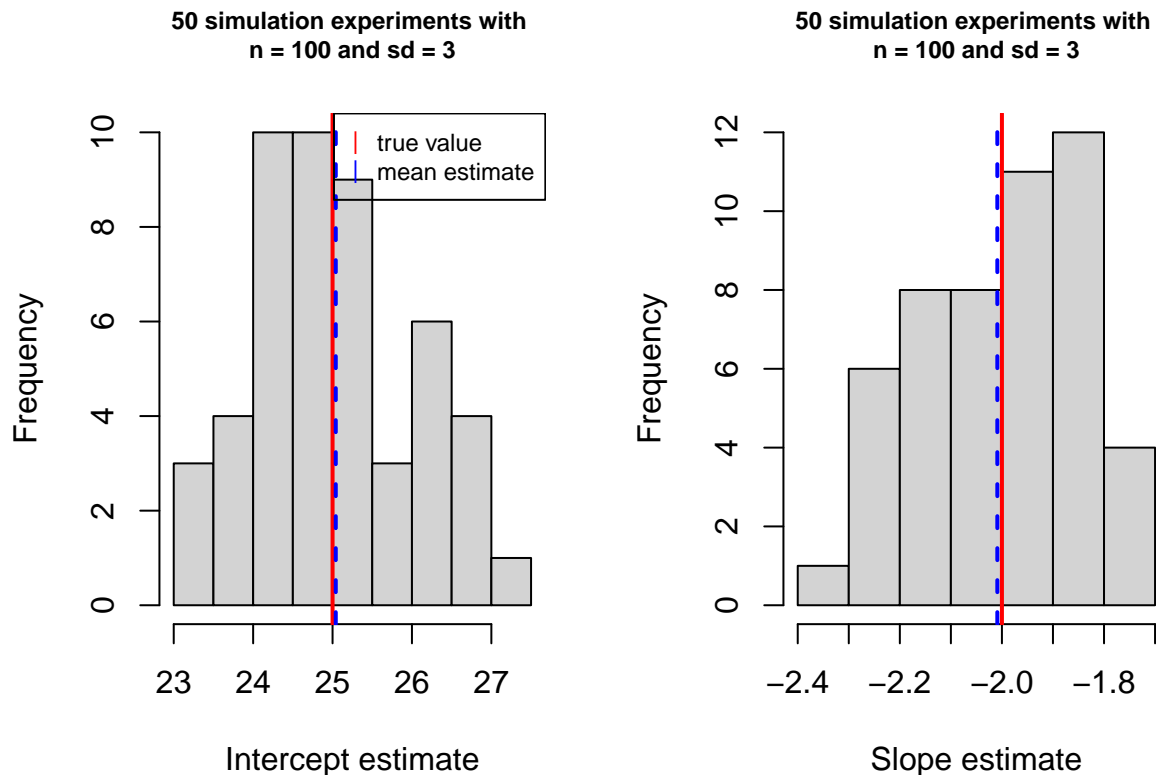 50 simulation experiments with
n = 100 and sd = 3
true value
mean estimate
Frequency
0 2 4 6 8 10
23 24 25 26 27
Intercept estimate
50 simulation experiments with
n = 100 and sd = 3
Frequency
0 2 4 6 8 10 12
−2.4 −2.2 −2.0 −1.8
Slope estimate